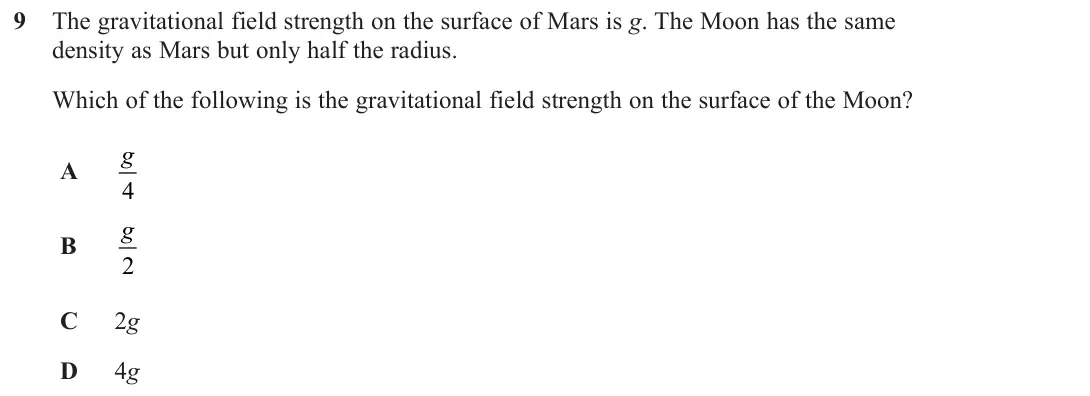 9 The gravitational field strength on the surface of Mars is g. The Moon has the same
density as Mars but only half the radius.
Which of the following is the gravitational field strength on the surface of the Moon?
A g/4
B g/2
C 2g
D 4g